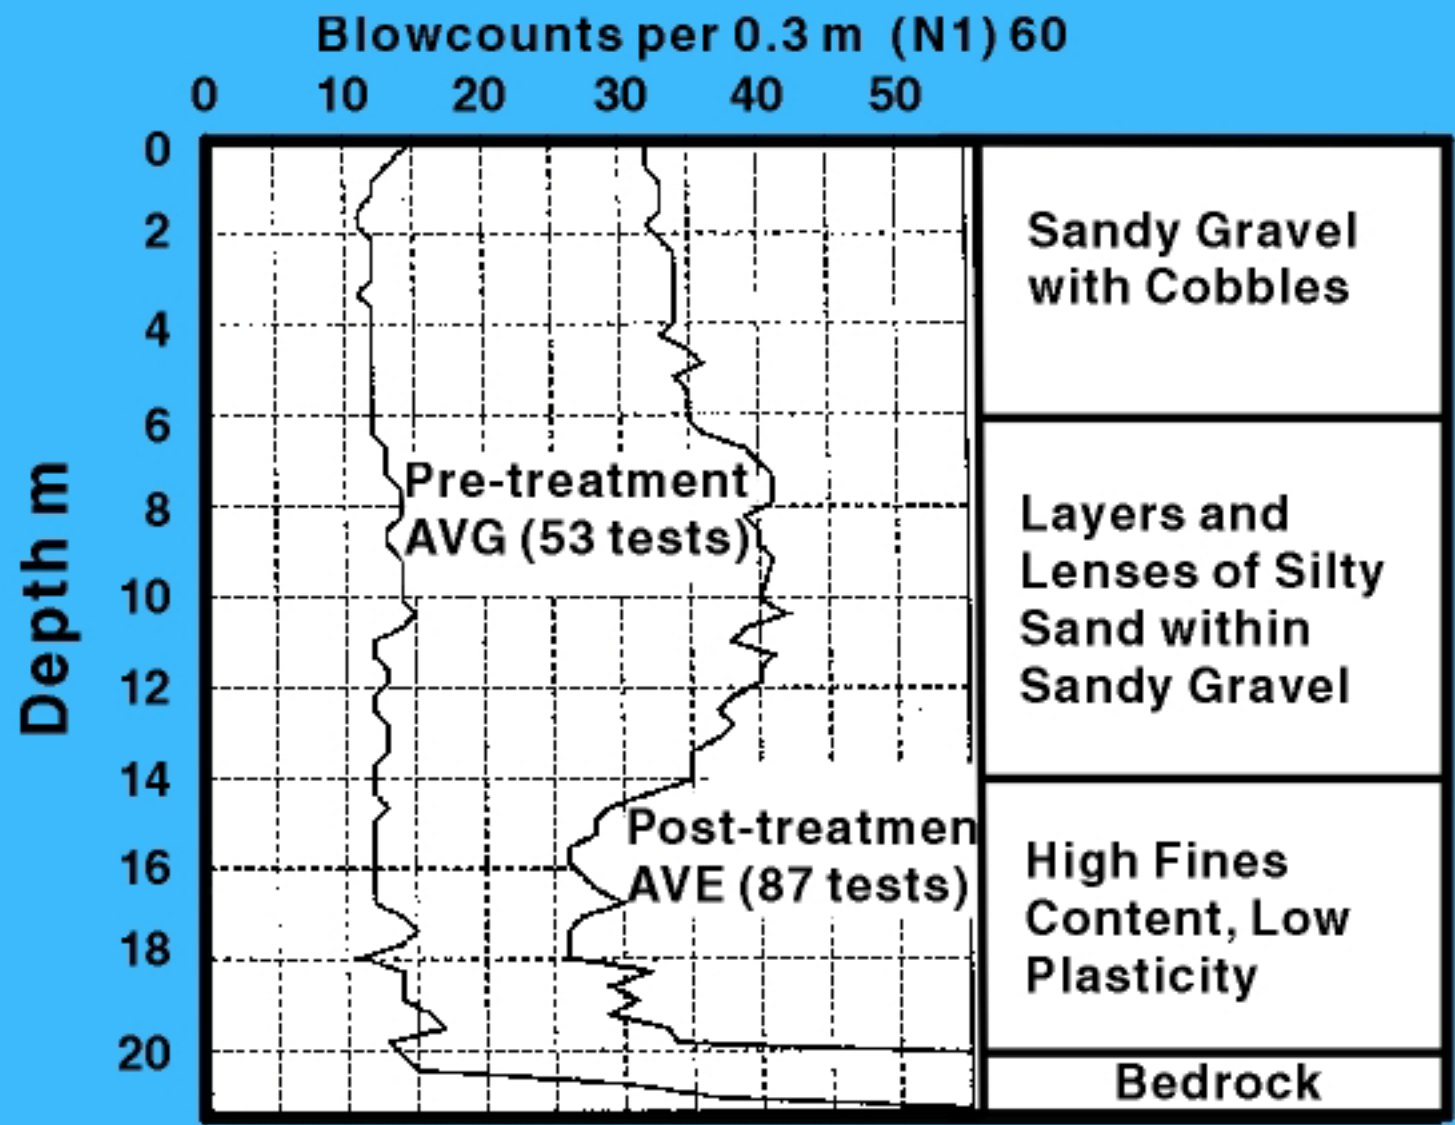 Blowcounts per 0.3 m (N1) 60
0 10 20 30 40 50
0
2
4
6
8
10
12
14
16
18
20
Depth m
Pre-treatment
AVG (53 tests)
Post-treatmen
AVE (87 tests)
Sandy Gravel
with Cobbles
Layers and
Lenses of Silty
Sand within
Sandy Gravel
High Fines
Content, Low
Plasticity
Bedrock